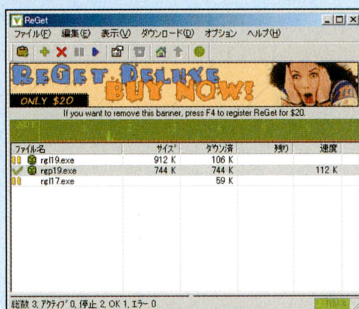 ReGet
ファイル(F) 編集(E) 表示(V) ダウンロード(D) オプション ヘルプ(H)
REGET DELUXE
BUY NOW!
ONLY $20
If you want to remove this banner, press F4 to register ReGet for $20.
ファイル名 サイズ ダウン済 残り 速度
rgl19.exe 912 K 106 K
rgp19.exe 744 K 744 K 112 K
rgl17.exe 59 K
総数 3, アクティブ 0, 停止 2, OK 1, エラー 0